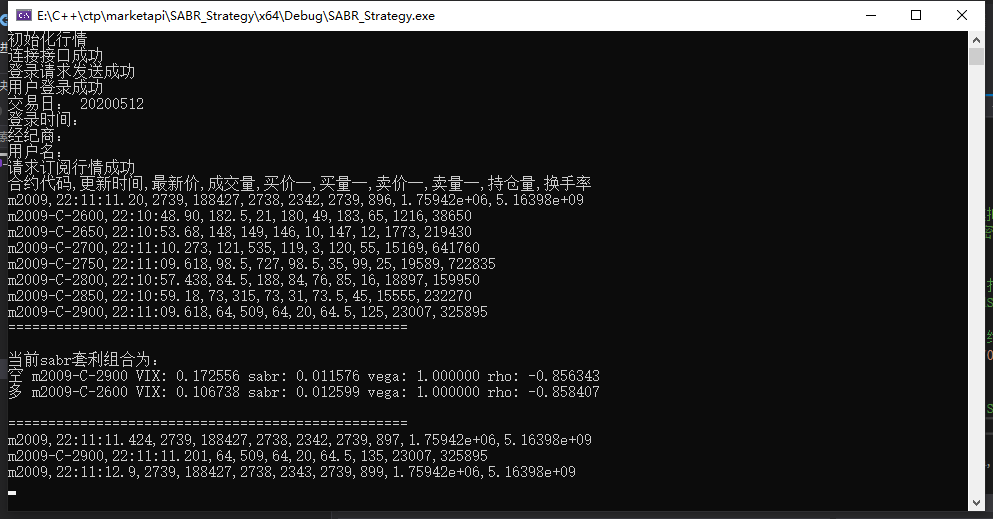 E:\C++\ctp\marketapi\SABR_Strategy\x64\Debug\SABR_Strategy.exe
初始化行情
连接接口成功
登录请求发送成功
用户登录成功
交易日： 20200512
登录时间：
经纪商：
用户名：
请求订阅行情成功
合约代码,更新时间,最新价,成交量,买价一,买量一,卖价一,卖量一,持仓量,换手率
m2009,22:11:11.20,2739,188427,2738,2342,2739,896,1.75942e+06,5.16398e+09
m2009-C-2600,22:10:48.90,182.5,21,180,49,183,65,1216,38650
m2009-C-2650,22:10:53.68,148,149,146,10,147,12,1773,219430
m2009-C-2700,22:11:10.273,121,535,119,3,120,55,15169,641760
m2009-C-2750,22:11:09.618,98.5,727,98.5,35,99,25,19589,722835
m2009-C-2800,22:10:57.438,84.5,188,84,76,85,16,18897,159950
m2009-C-2850,22:10:59.18,73,315,73,31,73.5,45,15555,232270
m2009-C-2900,22:11:09.618,64,509,64,20,64.5,125,23007,325895
==================================================
当前sabr套利组合为：
空 m2009-C-2900 VIX: 0.172556 sabr: 0.011576 vega: 1.000000 rho: -0.856343
多 m2009-C-2600 VIX: 0.106738 sabr: 0.012599 vega: 1.000000 rho: -0.858407
==================================================
m2009,22:11:11.424,2739,188427,2738,2342,2739,897,1.75942e+06,5.16398e+09
m2009-C-2900,22:11:11.201,64,509,64,20,64.5,135,23007,325895
m2009,22:11:12.9,2739,188427,2738,2343,2739,899,1.75942e+06,5.16398e+09